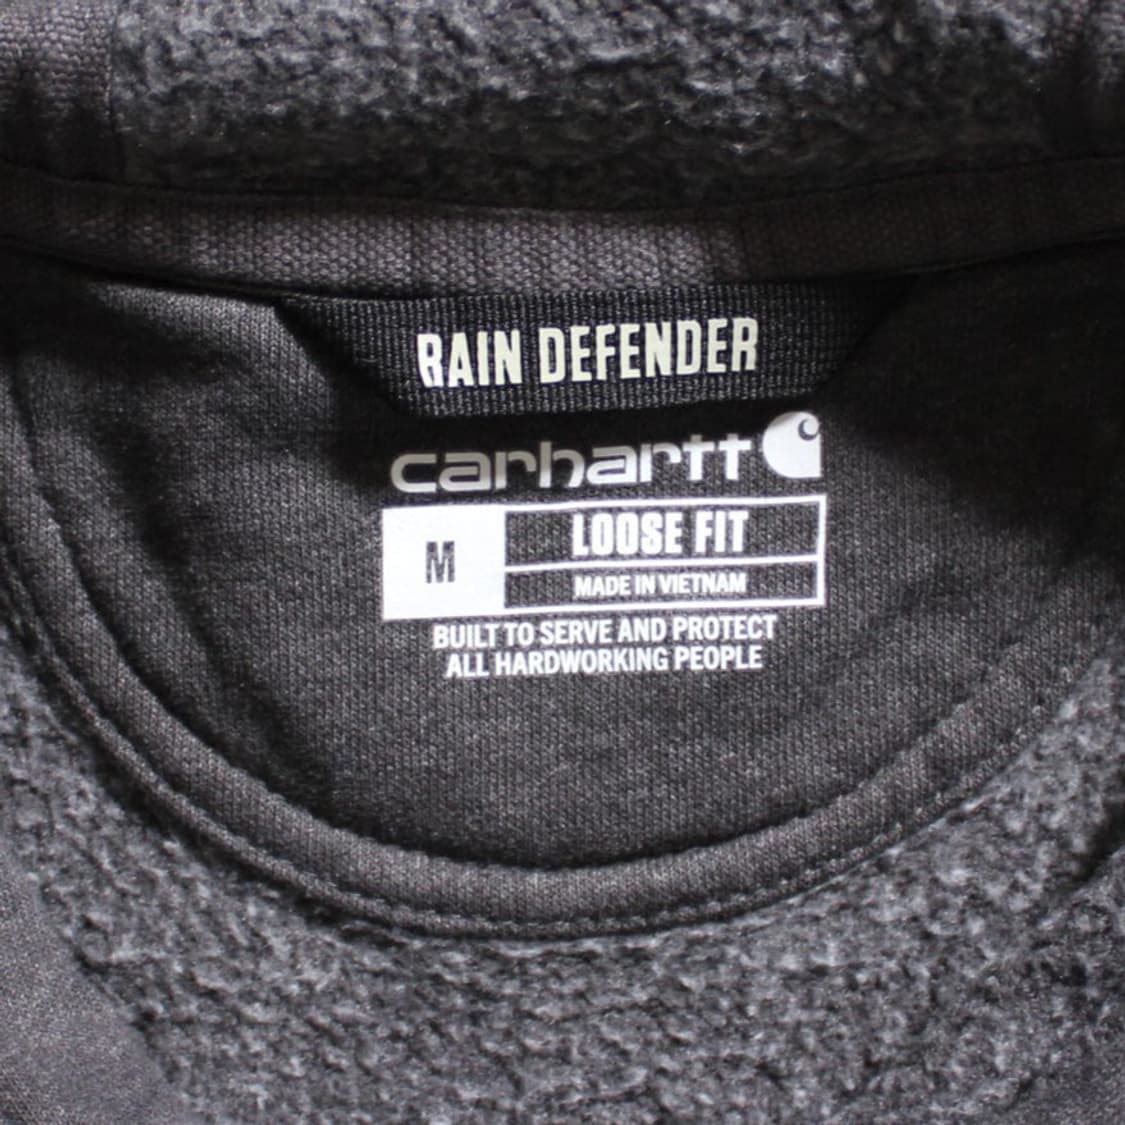 RAIN DEFENDER
carhartt
M
LOOSE FIT
MADE IN VIETNAM
BUILT TO SERVE AND PROTECT
ALL HARDWORKING PEOPLE